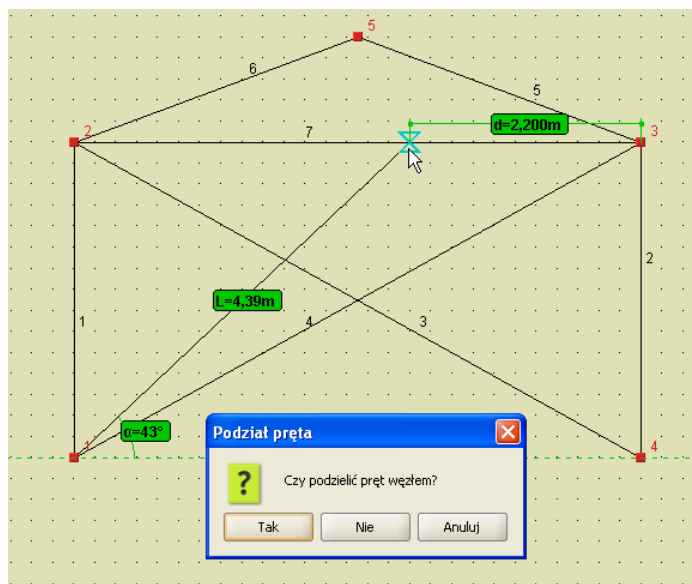 5
6
5
d=2,200m
2
7
3
2
L=4,39m
1
4
3
α=43°
1
4
Podział pręta
?
Czy podzielić pręt węzłem?
Tak
Nie
Anuluj